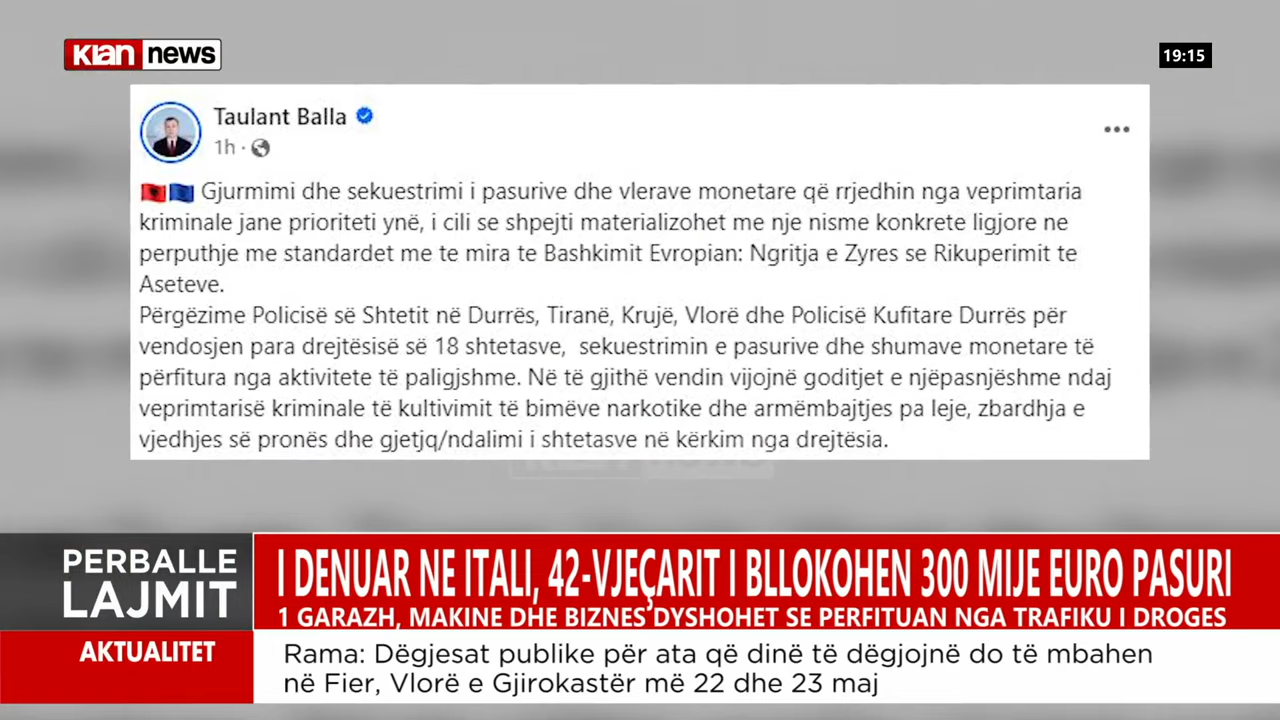 Klan news
19:15
Taulant Balla
1h
Gjurmimi dhe sekuestrimi i pasurive dhe vlerave monetare që rrjedhin nga veprimtaria
kriminale jane prioriteti ynë, i cili se shpejti materializohet me nje nisme konkrete ligjore ne
perputhje me standardet me te mira te Bashkimit Evropian: Ngritja e Zyres se Rikuperimit te
Aseteve.
Përgëzime Policisë së Shtetit në Durrës, Tiranë, Krujë, Vlorë dhe Policisë Kufitare Durrës për
vendosjen para drejtësisë së 18 shtetasve, sekuestrimin e pasurive dhe shumave monetare të
përfitura nga aktivitete të paligjshme. Në të gjithë vendin vijojnë goditjet e njëpasnjëshme ndaj
veprimtarisë kriminale të kultivimit të bimëve narkotike dhe armëmbajtjes pa leje, zbardhja e
vjedhjes së pronës dhe gjetjq/ndalimi i shtetasve në kërkim nga drejtësia.
PERBALLE
LAJMIT
I DENUAR NE ITALI, 42-VJEÇARIT I BLLOKOHEN 300 MIJE EURO PASURI
1 GARAZH, MAKINE DHE BIZNES DYSHOHET SE PERFITUAN NGA TRAFIKU I DROGES
AKTUALITET
Rama: Dëgjesat publike për ata që dinë të dëgjojnë do të mbahen
në Fier, Vlorë e Gjirokastër më 22 dhe 23 maj